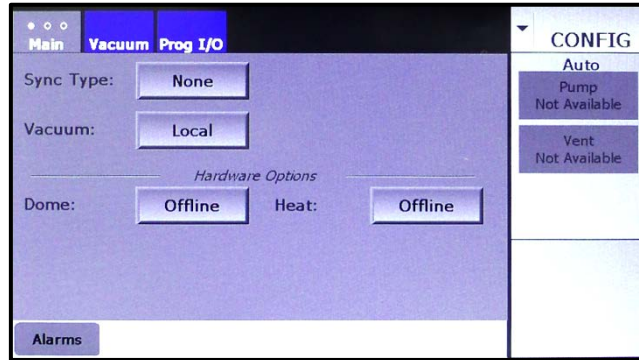 Main Vacuum Prog I/O
CONFIG
Auto
Pump
Not Available
Vent
Not Available
Sync Type: None
Vacuum: Local
Hardware Options
Dome: Offline Heat: Offline
Alarms